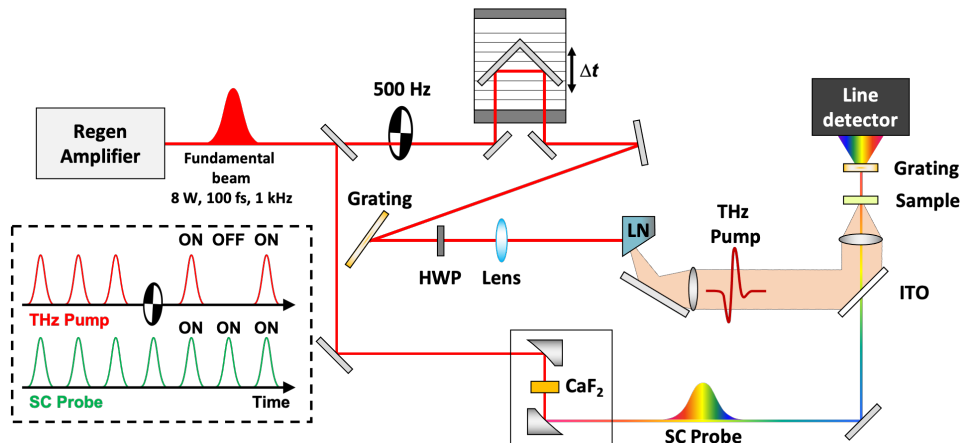 Δt
500 Hz
Line
detector
Regen
Amplifier
Fundamental
beam
8 W, 100 fs, 1 kHz
Grating
Grating
Sample
THz
Pump
LN
HWP
Lens
ITO
ON OFF ON
THz Pump
ON ON ON
SC Probe
Time
CaF₂
SC Probe